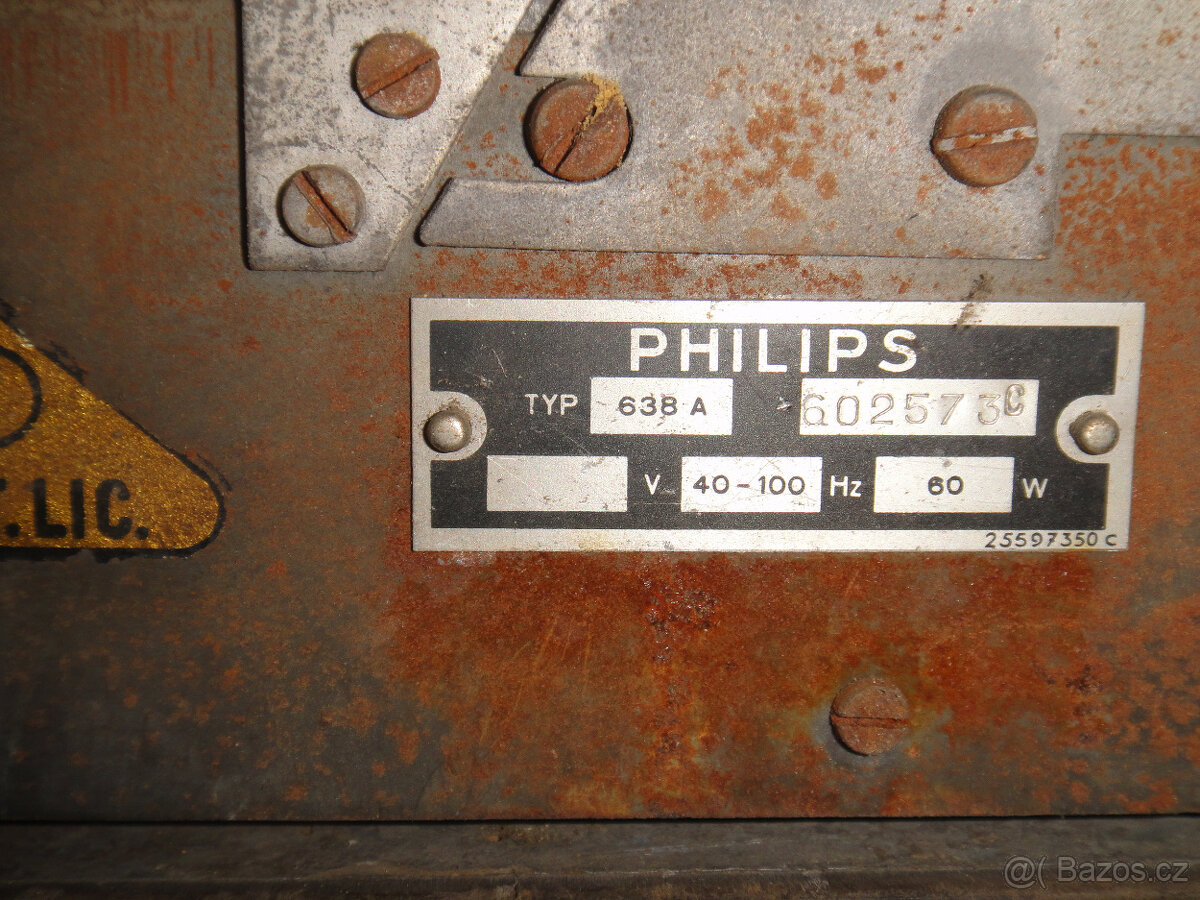 PHILIPS
TYP 638 A 602573C
V 40-100 Hz 60 W
25597350 C
.LIC.
@( Bazos.cz